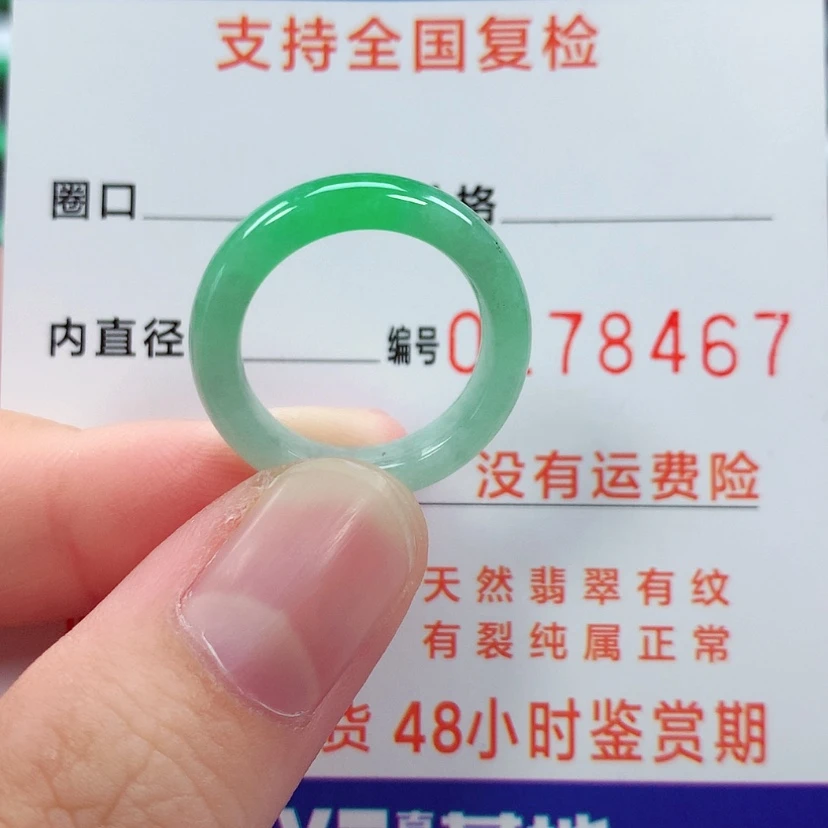 支持全国复检
圈口 格
内直径 编号 0 78467
没有运费险
天然翡翠有纹
有裂纯属正常
货 48小时鉴赏期